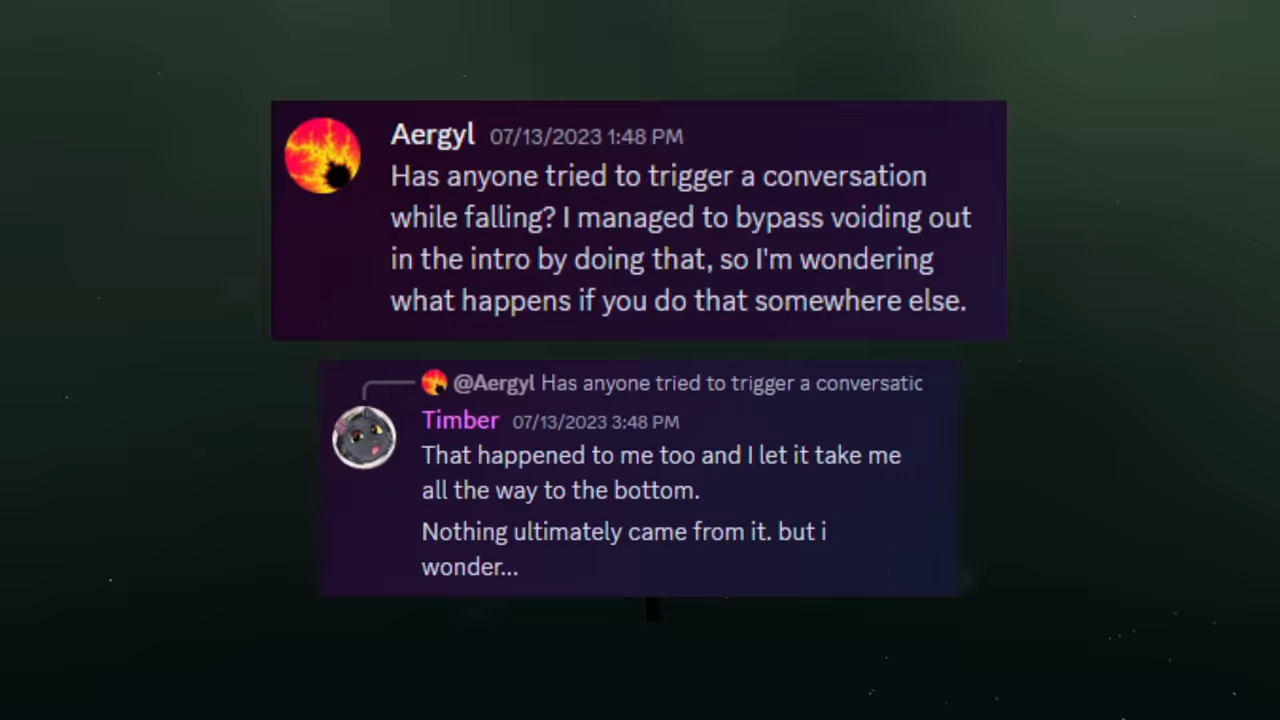 Aergyl 07/13/2023 1:48 PM
Has anyone tried to trigger a conversation
while falling? I managed to bypass voiding out
in the intro by doing that, so I'm wondering
what happens if you do that somewhere else.
@Aergyl Has anyone tried to trigger a conversatic
Timber 07/13/2023 3:48 PM
That happened to me too and I let it take me
all the way to the bottom.
Nothing ultimately came from it. but i
wonder...